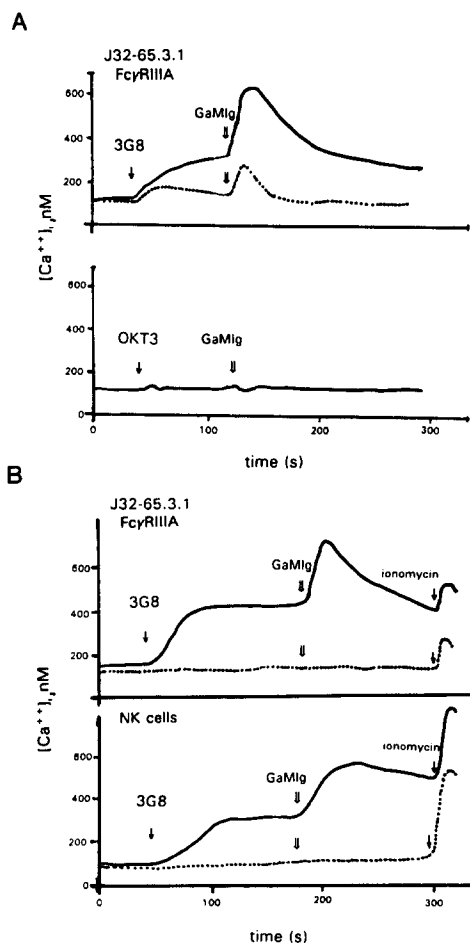 A
J32-65.3.1
FcγRIIIA
600
400
200
0
3G8
GaMIg
[Ca++]i, nM
600
400
200
0
OKT3
GaMIg
0 100 200 300
time (s)
B
J32-65.3.1
FcγRIIIA
600
400
200
0
3G8
GaMIg
ionomycin
[Ca++]i, nM
NK cells
600
400
200
0
3G8
GaMIg
ionomycin
0 100 200 300
time (s)